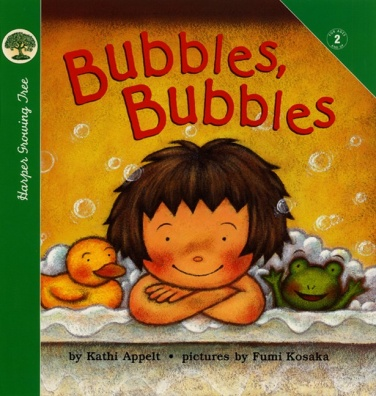 Bubbles,
Bubbles
2
Harper Growing Tree
by Kathi Appelt • pictures by Fumi Kosaka